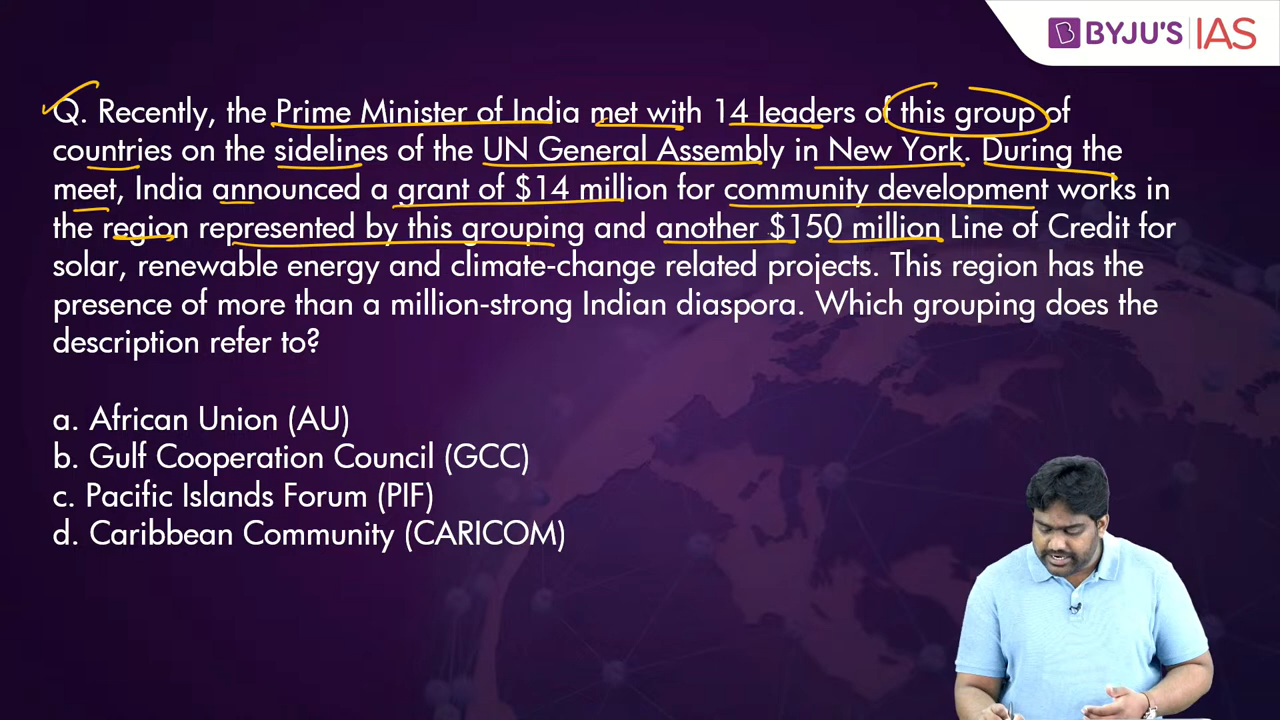 BYJU'S IAS
Q. Recently, the Prime Minister of India met with 14 leaders of this group of
countries on the sidelines of the UN General Assembly in New York. During the
meet, India announced a grant of $14 million for community development works in
the region represented by this grouping and another $150 million Line of Credit for
solar, renewable energy and climate-change related projects. This region has the
presence of more than a million-strong Indian diaspora. Which grouping does the
description refer to?
a. African Union (AU)
b. Gulf Cooperation Council (GCC)
c. Pacific Islands Forum (PIF)
d. Caribbean Community (CARICOM)